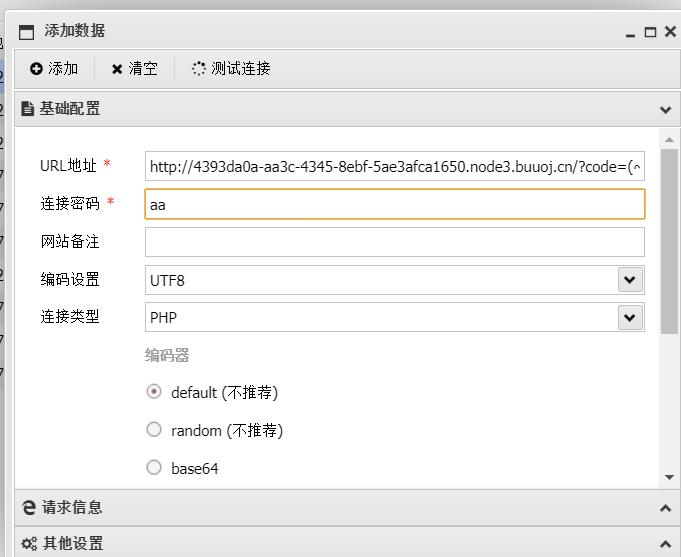 添加数据
添加 清空 测试连接
基础配置
URL地址 * http://4393da0a-aa3c-4345-8ebf-5ae3afca1650.node3.buuoj.cn/?code=(~
连接密码 * aa
网站备注
编码设置 UTF8
连接类型 PHP
编码器
default (不推荐)
random (不推荐)
base64
请求信息
其他设置